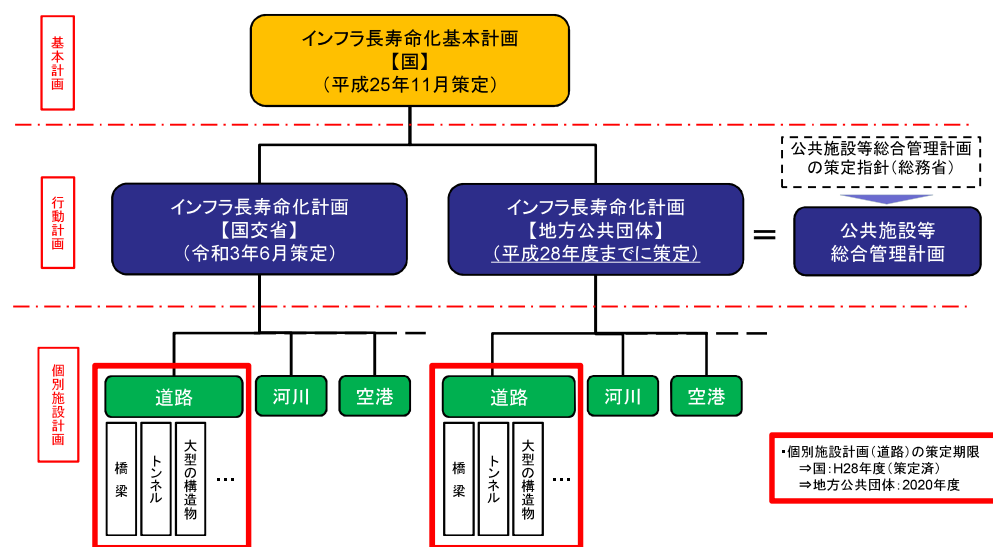 基本計画
インフラ長寿命化基本計画
【国】
（平成25年11月策定）
公共施設等総合管理計画
の策定指針（総務省）
行動計画
インフラ長寿命化計画
【国交省】
（令和3年6月策定）
インフラ長寿命化計画
【地方公共団体】
（平成28年度までに策定）
＝
公共施設等
総合管理計画
個別施設計画
道路
河川
空港
橋梁
トンネル
大型の構造物
…
道路
河川
空港
橋梁
トンネル
大型の構造物
…
・個別施設計画（道路）の策定期限
⇒国：H28年度（策定済）
⇒地方公共団体：2020年度